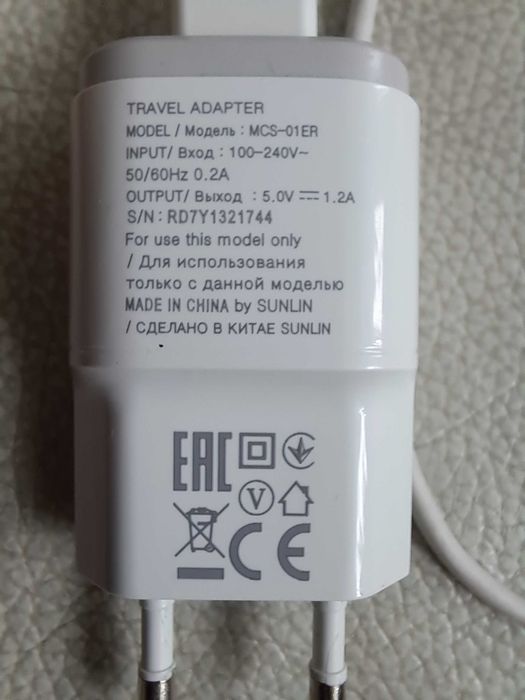 TRAVEL ADAPTER
MODEL / Модель : MCS-01ER
INPUT/ Вход : 100-240V~
50/60Hz 0.2A
OUTPUT/ Выход : 5.0V ⎓ 1.2A
S/N : RD7Y1321744
For use this model only
/ Для использования
только с данной моделью
MADE IN CHINA by SUNLIN
/ СДЕЛАНО В КИТАЕ SUNLIN
EAC
V
CE